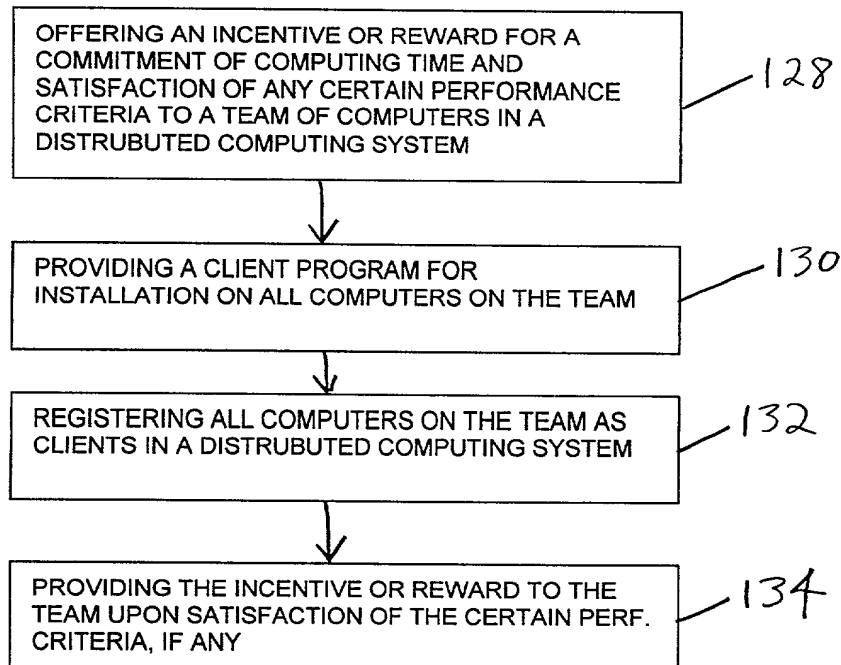 OFFERING AN INCENTIVE OR REWARD FOR A
COMMITMENT OF COMPUTING TIME AND
SATISFACTION OF ANY CERTAIN PERFORMANCE
CRITERIA TO A TEAM OF COMPUTERS IN A
DISTRUBUTED COMPUTING SYSTEM
128
PROVIDING A CLIENT PROGRAM FOR
INSTALLATION ON ALL COMPUTERS ON THE TEAM
130
REGISTERING ALL COMPUTERS ON THE TEAM AS
CLIENTS IN A DISTRUBUTED COMPUTING SYSTEM
132
PROVIDING THE INCENTIVE OR REWARD TO THE
TEAM UPON SATISFACTION OF THE CERTAIN PERF.
CRITERIA, IF ANY
134